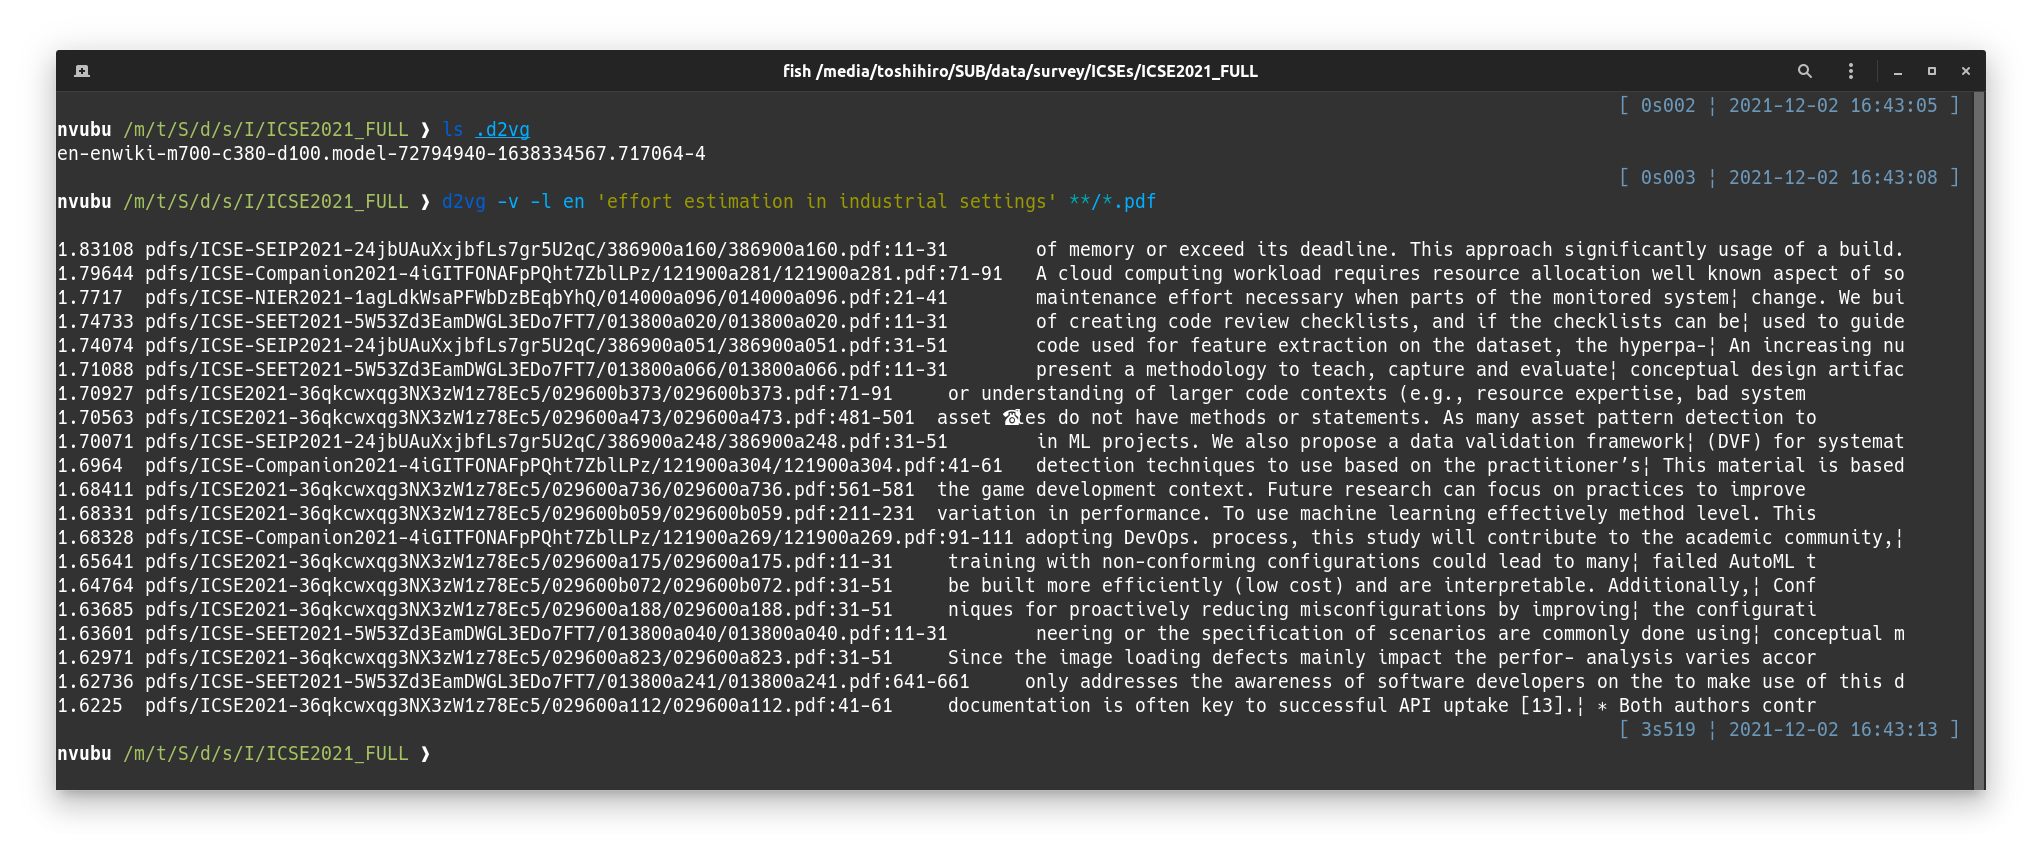 fish /media/toshihiro/SUB/data/survey/ICSEs/ICSE2021_FULL
[ 0s002 ¦ 2021-12-02 16:43:05 ]
nvubu /m/t/S/d/s/I/ICSE2021_FULL ❯ ls .d2vg
en-enwiki-m700-c380-d100.model-72794940-1638334567.717064-4
[ 0s003 ¦ 2021-12-02 16:43:08 ]
nvubu /m/t/S/d/s/I/ICSE2021_FULL ❯ d2vg -v -l en 'effort estimation in industrial settings' **/*.pdf
1.83108 pdfs/ICSE-SEIP2021-24jbUAuXxjbfLs7gr5U2qC/386900a160/386900a160.pdf:11-31 of memory or exceed its deadline. This approach significantly usage of a build.
1.79644 pdfs/ICSE-Companion2021-4iGITFONAFpPQht7ZblLPz/121900a281/121900a281.pdf:71-91 A cloud computing workload requires resource allocation well known aspect of so
1.7717 pdfs/ICSE-NIER2021-1agLdkWsaPFWbDzBEqbYhQ/014000a096/014000a096.pdf:21-41 maintenance effort necessary when parts of the monitored system¦ change. We bui
1.74733 pdfs/ICSE-SEET2021-5W53Zd3EamDWGL3EDo7FT7/013800a020/013800a020.pdf:11-31 of creating code review checklists, and if the checklists can be¦ used to guide
1.74074 pdfs/ICSE-SEIP2021-24jbUAuXxjbfLs7gr5U2qC/386900a051/386900a051.pdf:31-51 code used for feature extraction on the dataset, the hyperpa-¦ An increasing nu
1.71088 pdfs/ICSE-SEET2021-5W53Zd3EamDWGL3EDo7FT7/013800a066/013800a066.pdf:11-31 present a methodology to teach, capture and evaluate¦ conceptual design artifac
1.70927 pdfs/ICSE2021-36qkcwxqg3NX3zW1z78Ec5/029600b373/029600b373.pdf:71-91 or understanding of larger code contexts (e.g., resource expertise, bad system
1.70563 pdfs/ICSE2021-36qkcwxqg3NX3zW1z78Ec5/029600a473/029600a473.pdf:481-501 asset ☎les do not have methods or statements. As many asset pattern detection to
1.70071 pdfs/ICSE-SEIP2021-24jbUAuXxjbfLs7gr5U2qC/386900a248/386900a248.pdf:31-51 in ML projects. We also propose a data validation framework¦ (DVF) for systemat
1.6964 pdfs/ICSE-Companion2021-4iGITFONAFpPQht7ZblLPz/121900a304/121900a304.pdf:41-61 detection techniques to use based on the practitioner’s¦ This material is based
1.68411 pdfs/ICSE2021-36qkcwxqg3NX3zW1z78Ec5/029600a736/029600a736.pdf:561-581 the game development context. Future research can focus on practices to improve
1.68331 pdfs/ICSE2021-36qkcwxqg3NX3zW1z78Ec5/029600b059/029600b059.pdf:211-231 variation in performance. To use machine learning effectively method level. This
1.68328 pdfs/ICSE-Companion2021-4iGITFONAFpPQht7ZblLPz/121900a269/121900a269.pdf:91-111 adopting DevOps. process, this study will contribute to the academic community,¦
1.65641 pdfs/ICSE2021-36qkcwxqg3NX3zW1z78Ec5/029600a175/029600a175.pdf:11-31 training with non-conforming configurations could lead to many¦ failed AutoML t
1.64764 pdfs/ICSE2021-36qkcwxqg3NX3zW1z78Ec5/029600b072/029600b072.pdf:31-51 be built more efficiently (low cost) and are interpretable. Additionally,¦ Conf
1.63685 pdfs/ICSE2021-36qkcwxqg3NX3zW1z78Ec5/029600a188/029600a188.pdf:31-51 niques for proactively reducing misconfigurations by improving¦ the configurati
1.63601 pdfs/ICSE-SEET2021-5W53Zd3EamDWGL3EDo7FT7/013800a040/013800a040.pdf:11-31 neering or the specification of scenarios are commonly done using¦ conceptual m
1.62971 pdfs/ICSE2021-36qkcwxqg3NX3zW1z78Ec5/029600a823/029600a823.pdf:31-51 Since the image loading defects mainly impact the perfor- analysis varies accor
1.62736 pdfs/ICSE-SEET2021-5W53Zd3EamDWGL3EDo7FT7/013800a241/013800a241.pdf:641-661 only addresses the awareness of software developers on the to make use of this d
1.6225 pdfs/ICSE2021-36qkcwxqg3NX3zW1z78Ec5/029600a112/029600a112.pdf:41-61 documentation is often key to successful API uptake [13].¦ ∗ Both authors contr
[ 3s519 ¦ 2021-12-02 16:43:13 ]
nvubu /m/t/S/d/s/I/ICSE2021_FULL ❯